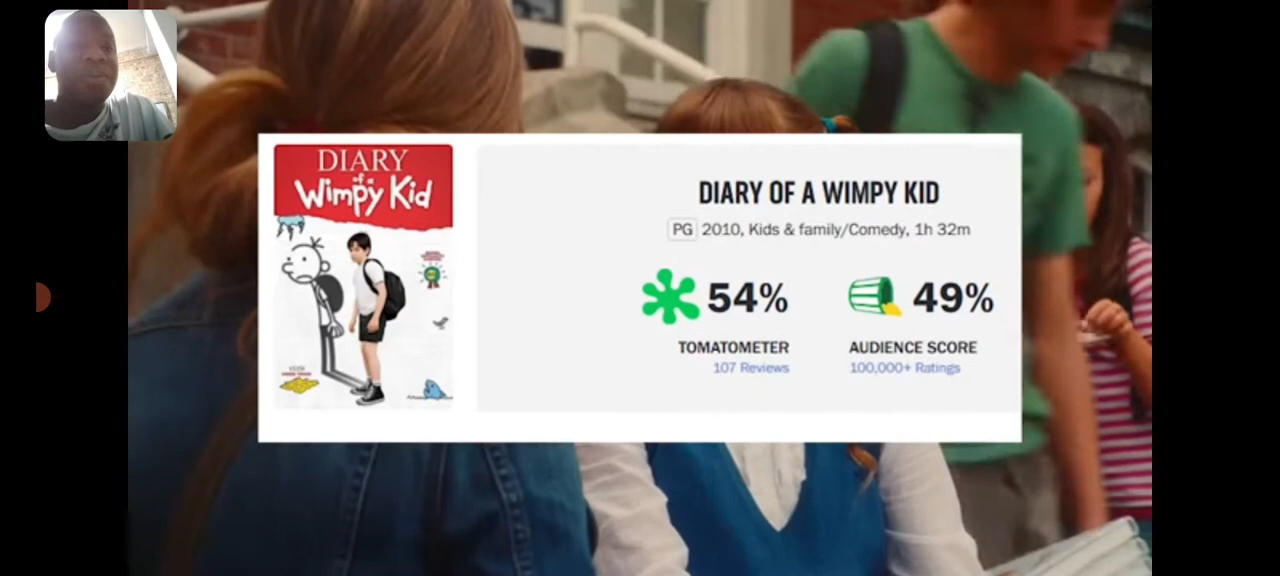 DIARY
of a
Wimpy Kid
DIARY OF A WIMPY KID
PG 2010, Kids & family/Comedy, 1h 32m
54% 49%
TOMATOMETER AUDIENCE SCORE
107 Reviews 100,000+ Ratings